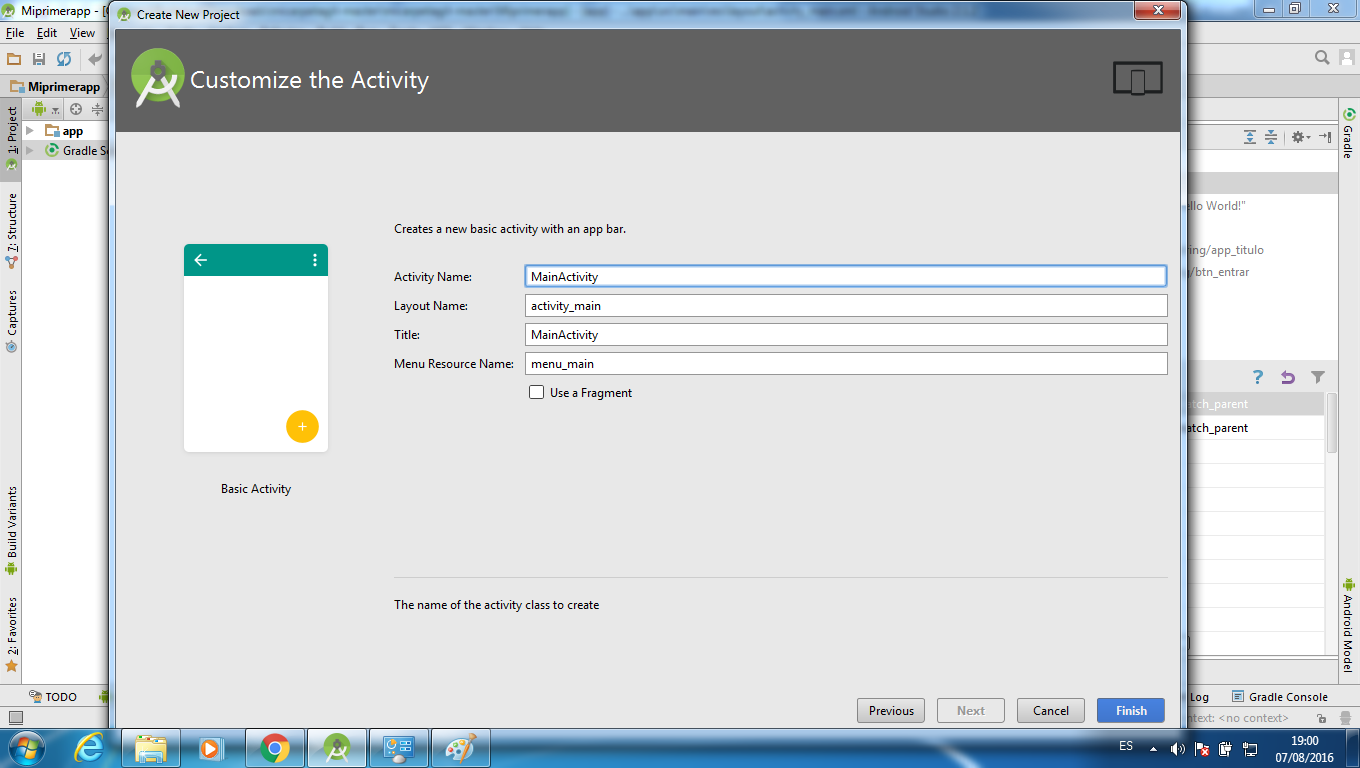 Miprimerapp - [
Create New Project
File Edit View
Miprimerapp
Customize the Activity
1: Project
app
Gradle
7: Structure
Captures
Build Variants
2: Favorites
Creates a new basic activity with an app bar.
Activity Name: MainActivity
Layout Name: activity_main
Title: MainActivity
Menu Resource Name: menu_main
Use a Fragment
Basic Activity
The name of the activity class to create
Previous Next Cancel Finish
Gradle
llo World!"
ing/app_titulo
/btn_entrar
?
atch_parent
atch_parent
Android Model
TODO
Log Gradle Console
ntext: <no context>
ES
19:00
07/08/2016